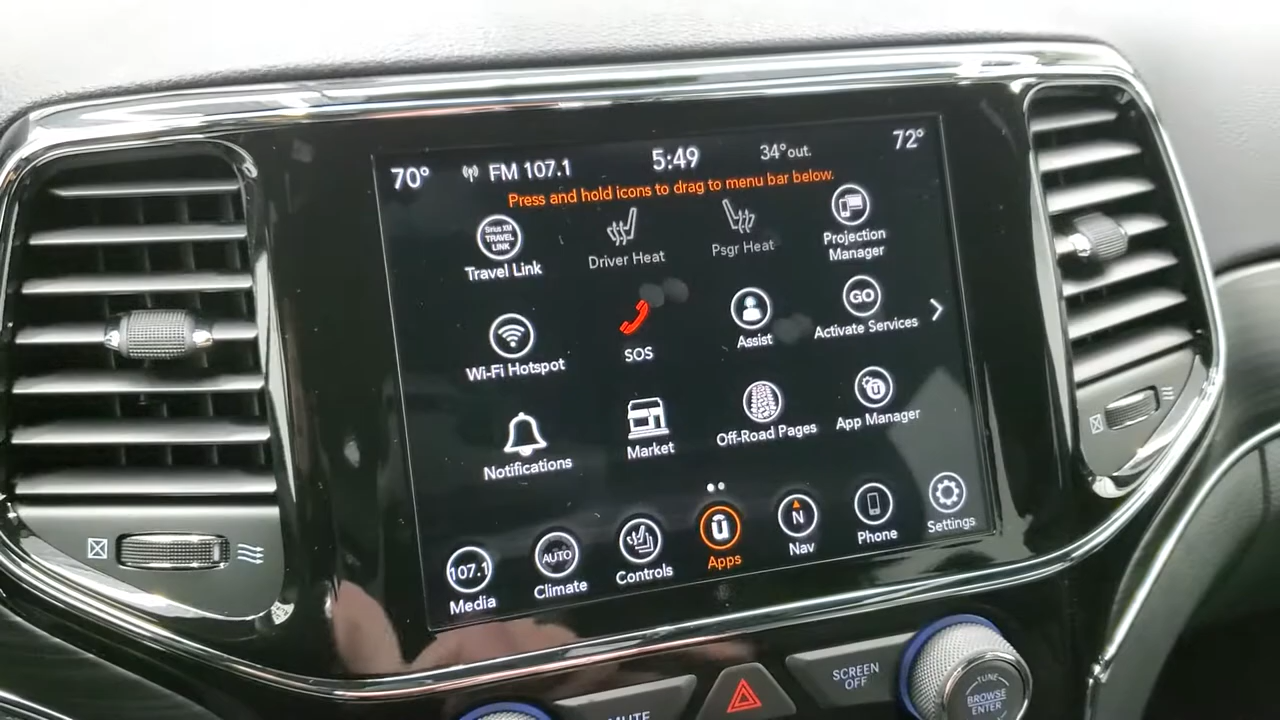 70° FM 107.1 5:49 34°out. 72°
Press and hold icons to drag to menu bar below.
Sirius XM
TRAVEL
LINK
Travel Link
Driver Heat
Psgr Heat
Projection
Manager
Wi-Fi Hotspot
SOS
Assist
GO
Activate Services
Notifications
Market
Off-Road Pages
App Manager
107.1
Media
AUTO
Climate
Controls
Apps
N
Nav
Phone
Settings
MUTE
SCREEN
OFF
TUNE
BROWSE
ENTER